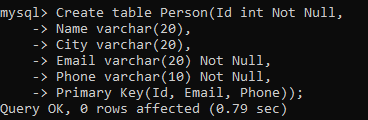 mysql> Create table Person(Id int Not Null,
    -> Name varchar(20),
    -> City varchar(20),
    -> Email varchar(20) Not Null,
    -> Phone varchar(10) Not Null,
    -> Primary Key(Id, Email, Phone));
Query OK, 0 rows affected (0.79 sec)